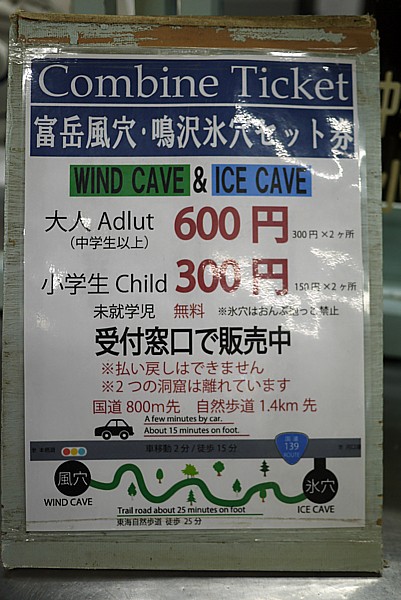 Combine Ticket
富岳風穴・鳴沢氷穴セット券
WIND CAVE & ICE CAVE
大人 Adlut 600円 300円×2ヶ所
（中学生以上）
小学生 Child 300円 150円×2ヶ所
未就学児 無料 ※氷穴はおんぶ抱っこ禁止
受付窓口で販売中
※払い戻しはできません
※2つの洞窟は離れています
国道800m先 自然歩道1.4km先
A few minutes by car.
About 15 minutes on foot.
車移動2分/徒歩15分
国道
139
ROUTE
風穴
WIND CAVE
氷穴
ICE CAVE
Trail road about 25 minutes on foot
東海自然歩道 徒歩 25分